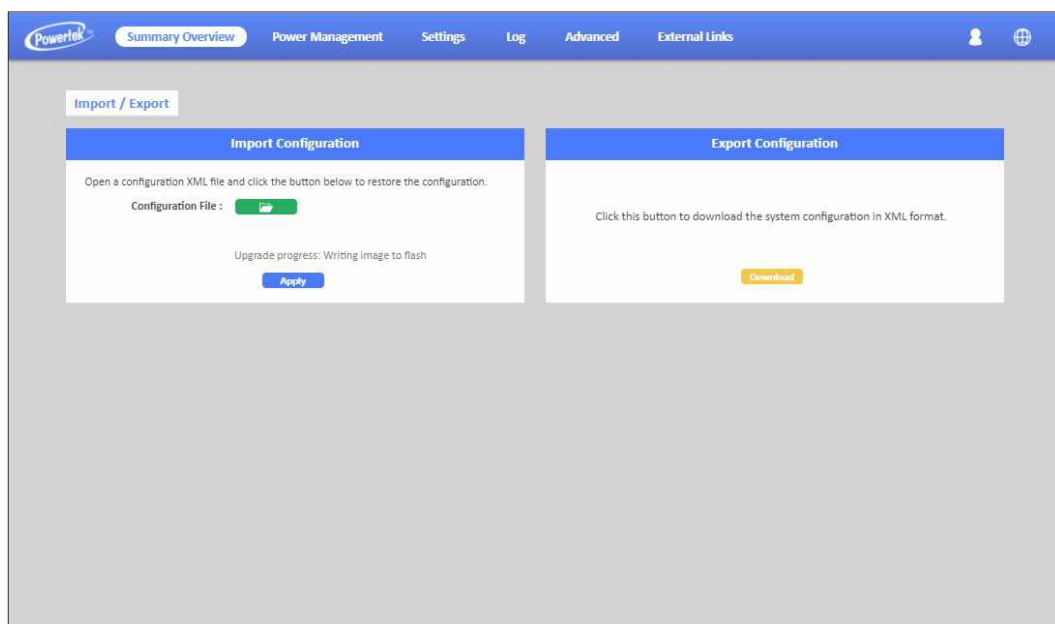 Powertek
Summary Overview Power Management Settings Log Advanced External Links
Import / Export
Import Configuration
Open a configuration XML file and click the button below to restore the configuration.
Configuration File :
Upgrade progress: Writing image to flash
Apply
Export Configuration
Click this button to download the system configuration in XML format.
Download